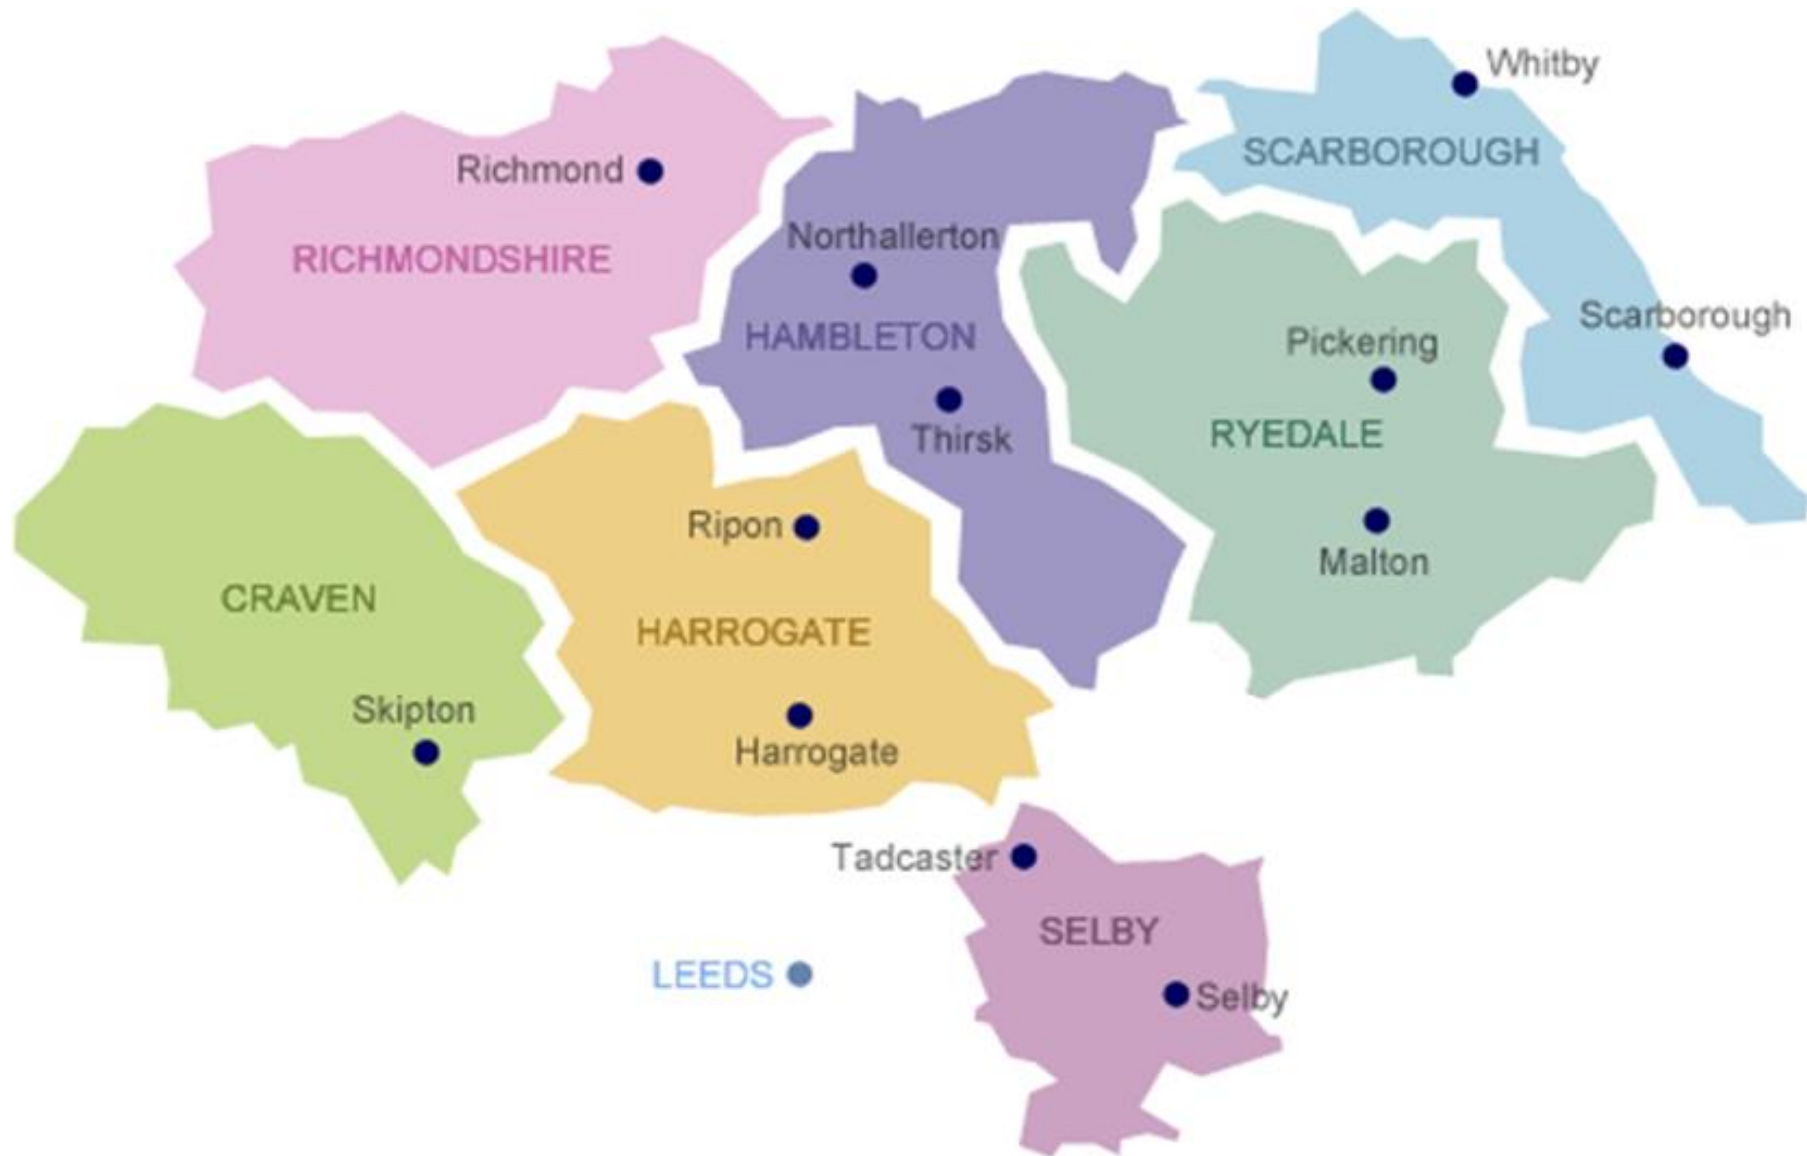 Whitby
SCARBOROUGH
Richmond
Northallerton
RICHMONDSHIRE
Scarborough
HAMBLETON
Pickering
Thirsk
RYEDALE
Ripon
Malton
CRAVEN
HARROGATE
Skipton
Harrogate
Tadcaster
SELBY
LEEDS
Selby